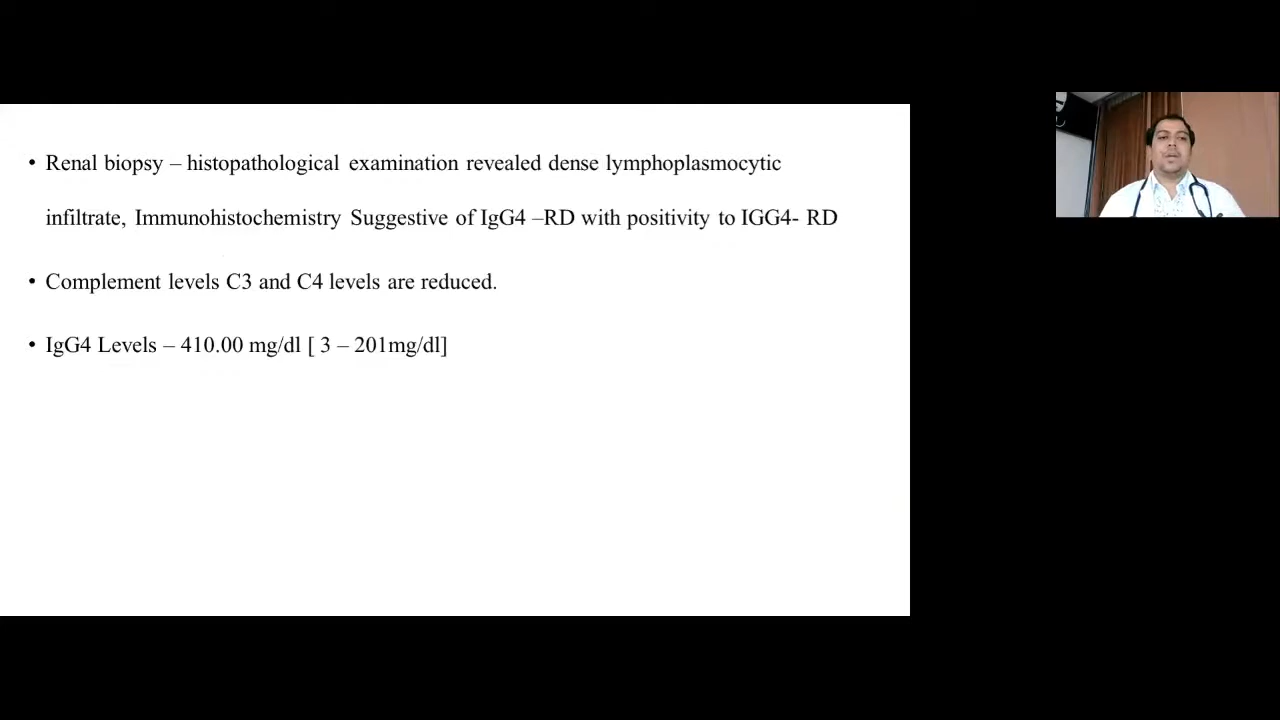 • Renal biopsy – histopathological examination revealed dense lymphoplasmocytic
infiltrate, Immunohistochemistry Suggestive of IgG4 –RD with positivity to IGG4- RD
• Complement levels C3 and C4 levels are reduced.
• IgG4 Levels – 410.00 mg/dl [ 3 – 201mg/dl]